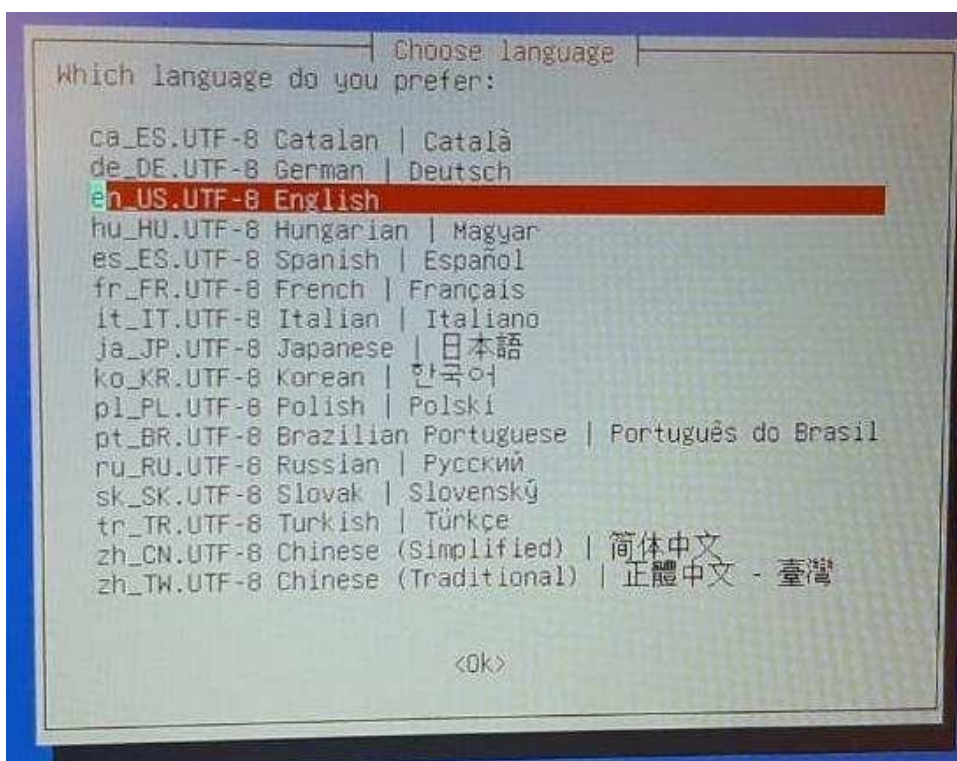 Choose language
Which language do you prefer:
ca_ES.UTF-8 Catalan | Català
de_DE.UTF-8 German | Deutsch
en_US.UTF-8 English
hu_HU.UTF-8 Hungarian | Magyar
es_ES.UTF-8 Spanish | Español
fr_FR.UTF-8 French | Français
it_IT.UTF-8 Italian | Italiano
ja_JP.UTF-8 Japanese | 日本語
ko_KR.UTF-8 Korean | 한국어
pl_PL.UTF-8 Polish | Polski
pt_BR.UTF-8 Brazilian Portuguese | Português do Brasil
ru_RU.UTF-8 Russian | Русский
sk_SK.UTF-8 Slovak | Slovenský
tr_TR.UTF-8 Turkish | Türkçe
zh_CN.UTF-8 Chinese (Simplified) | 简体中文
zh_TW.UTF-8 Chinese (Traditional) | 正體中文 - 臺灣
<Ok>